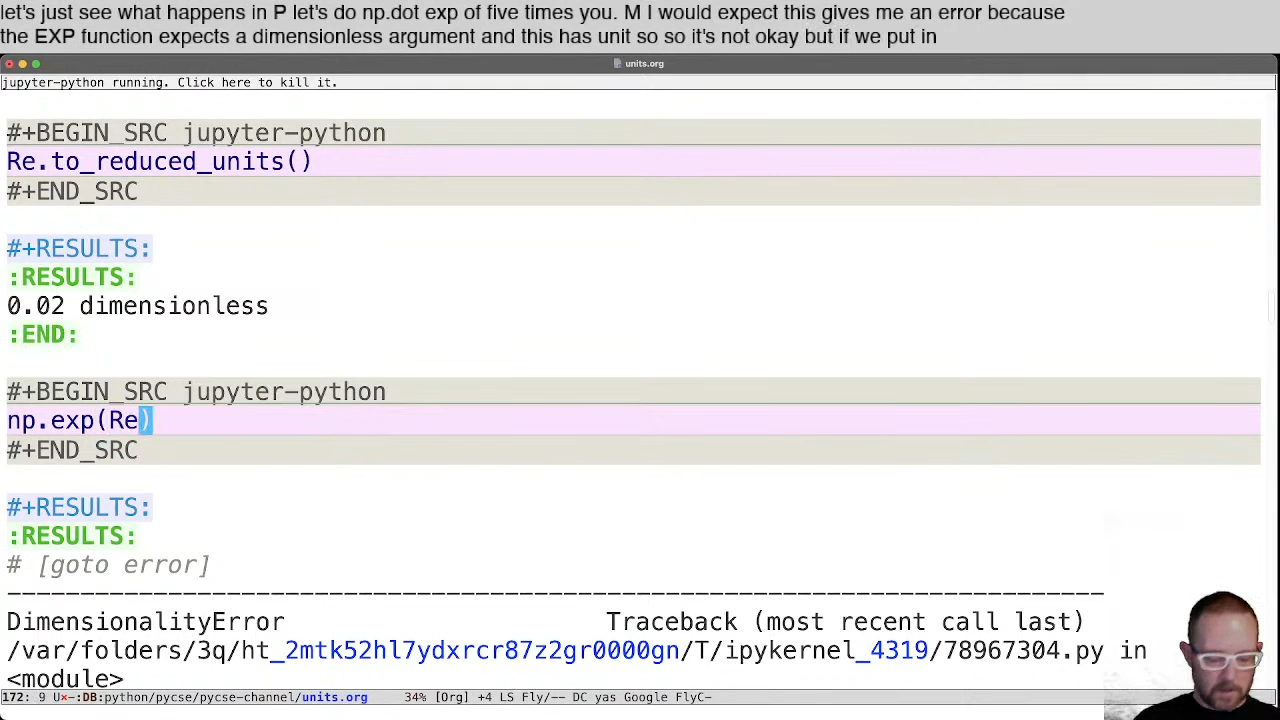 let's just see what happens in P let's do np.dot exp of five times you. M I would expect this gives me an error because
the EXP function expects a dimensionless argument and this has unit so so it's not okay but if we put in
units.org
jupyter-python running. Click here to kill it.
#+BEGIN_SRC jupyter-python
Re.to_reduced_units()
#+END_SRC
#+RESULTS:
:RESULTS:
0.02 dimensionless
:END:
#+BEGIN_SRC jupyter-python
np.exp(Re)
#+END_SRC
#+RESULTS:
:RESULTS:
# [goto error]
---------------------------------------------------------------------------
DimensionalityError                       Traceback (most recent call last)
/var/folders/3q/ht_2mtk52hl7ydxrcr87z2gr0000gn/T/ipykernel_4319/78967304.py in
<module>
172: 9 U×-:DB:python/pycse/pycse-channel/units.org 34% [Org] +4 LS Fly/-- DC yas Google FlyC-